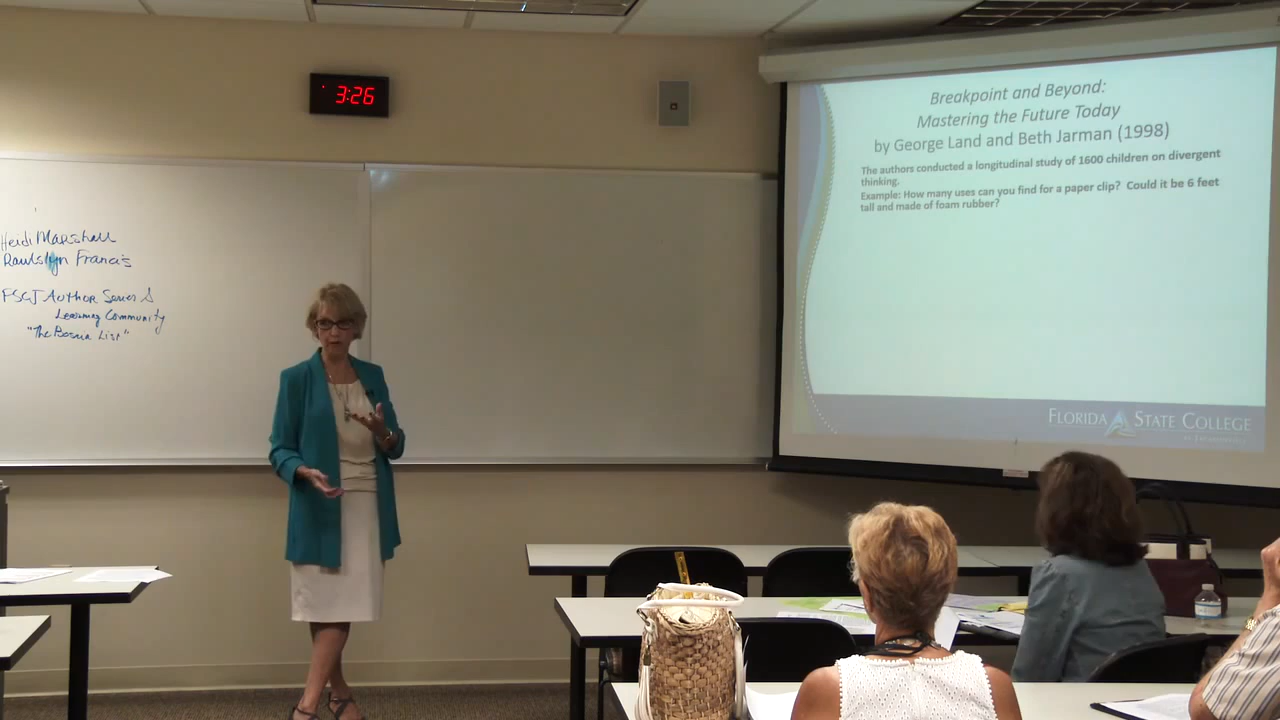 3:26
Heidi Marshall
Rawlslyn Francis
FSCJ Author Series &
Learning Community
"The Bosnia List"
Breakpoint and Beyond:
Mastering the Future Today
by George Land and Beth Jarman (1998)
The authors conducted a longitudinal study of 1600 children on divergent
thinking.
Example: How many uses can you find for a paper clip? Could it be 6 feet
tall and made of foam rubber?
FLORIDA STATE COLLEGE